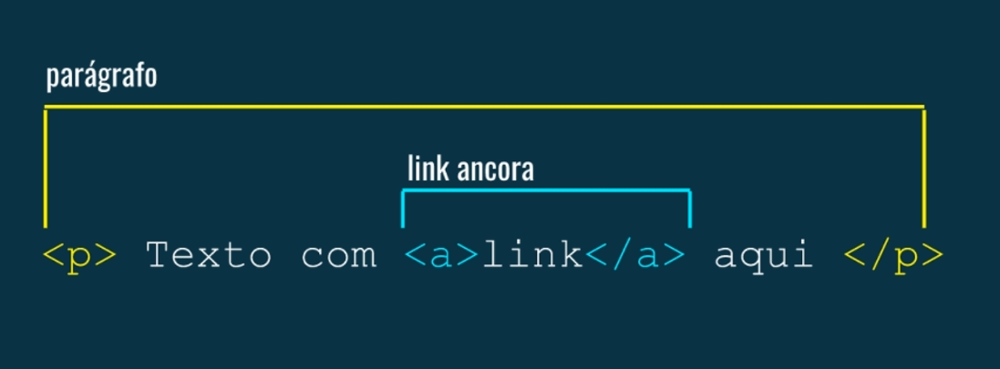 parágrafo
link ancora
<p> Texto com <a>link</a> aqui </p>